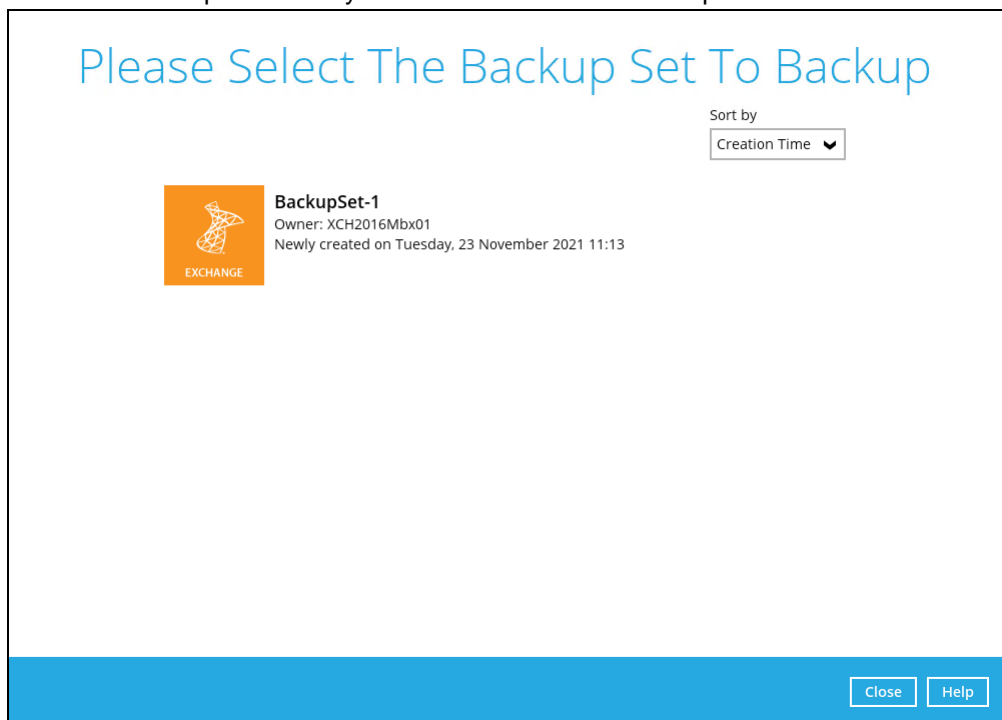 Please Select The Backup Set To Backup
Sort by
Creation Time
BackupSet-1
Owner: XCH2016Mbx01
Newly created on Tuesday, 23 November 2021 11:13
EXCHANGE
Close Help